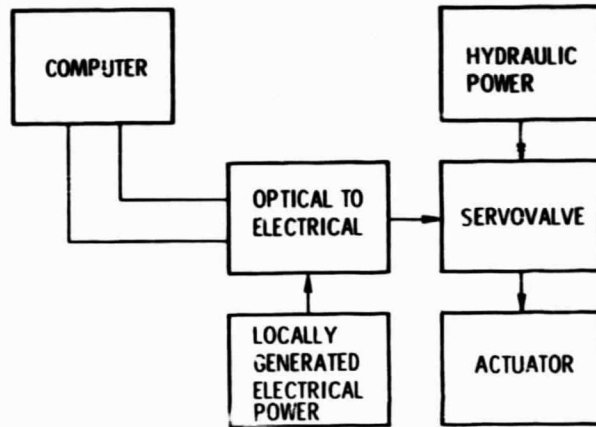 COMPUTER
HYDRAULIC
POWER
OPTICAL TO
ELECTRICAL
SERVOVALVE
LOCALLY
GENERATED
ELECTRICAL
POWER
ACTUATOR